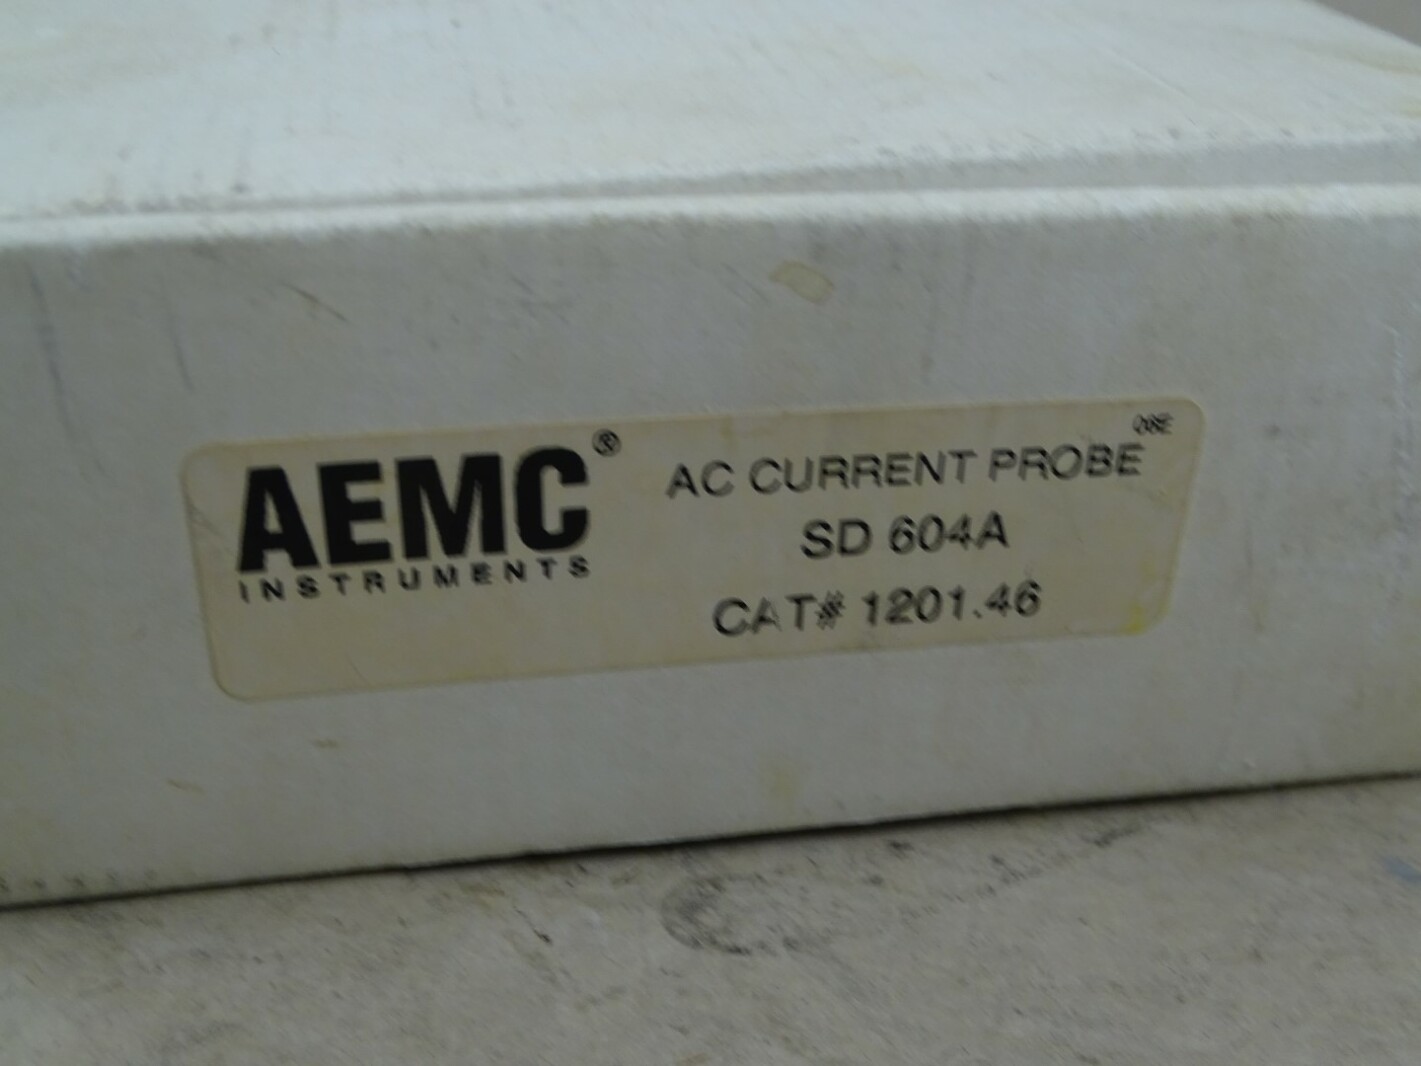 AEMC®
INSTRUMENTS
AC CURRENT PROBE
SD 604A
CAT# 1201.46